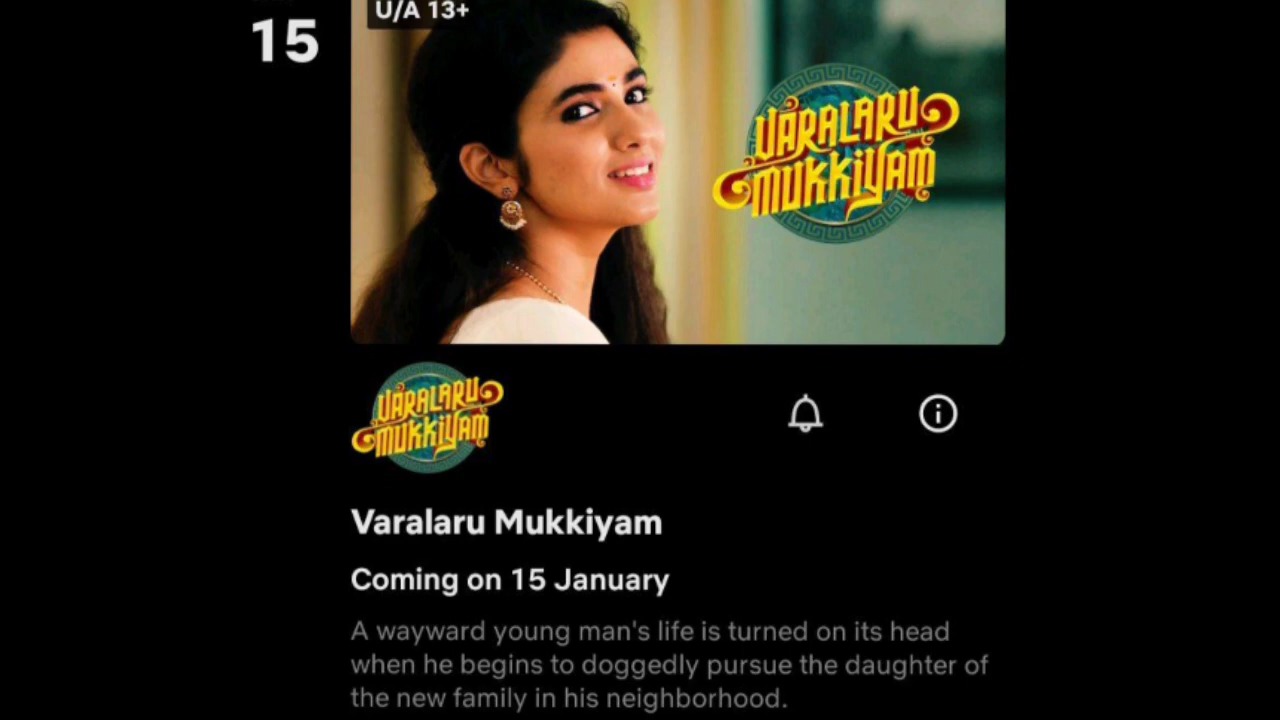 15
U/A 13+
VARALARU
MUKKIYAM
VARALARU
MUKKIYAM
Varalaru Mukkiyam
Coming on 15 January
A wayward young man's life is turned on its head
when he begins to doggedly pursue the daughter of
the new family in his neighborhood.